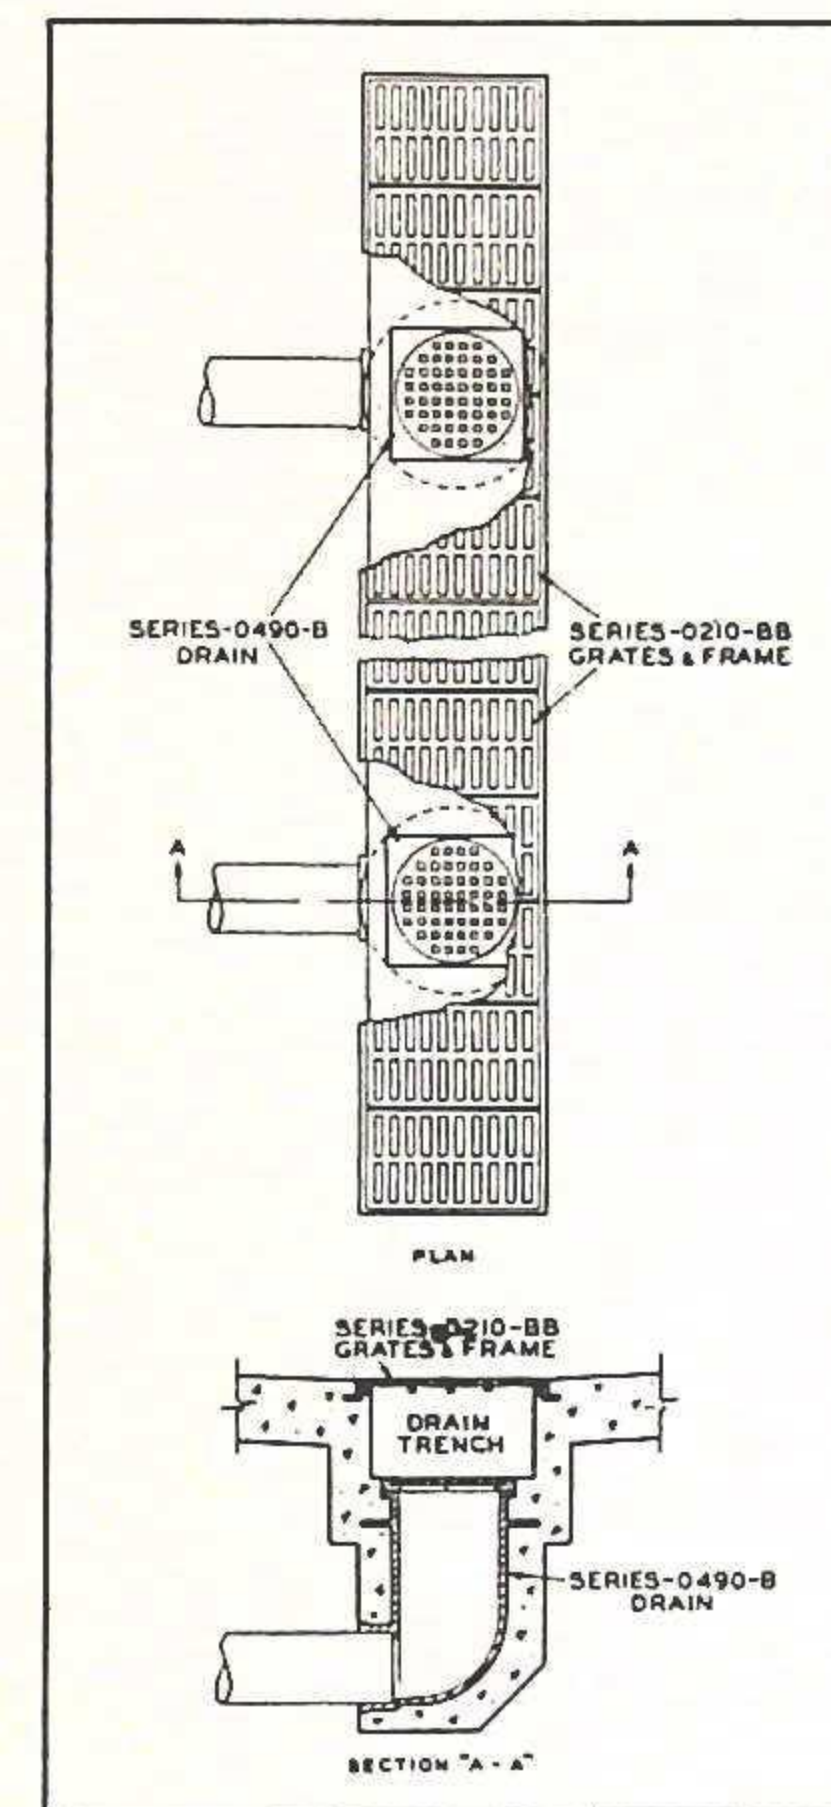 SERIES-0490-B
DRAIN
SERIES-0210-BB
GRATES & FRAME
A
A
PLAN
SERIES-0210-BB
GRATES & FRAME
DRAIN
TRENCH
SERIES-0490-B
DRAIN
SECTION "A-A"